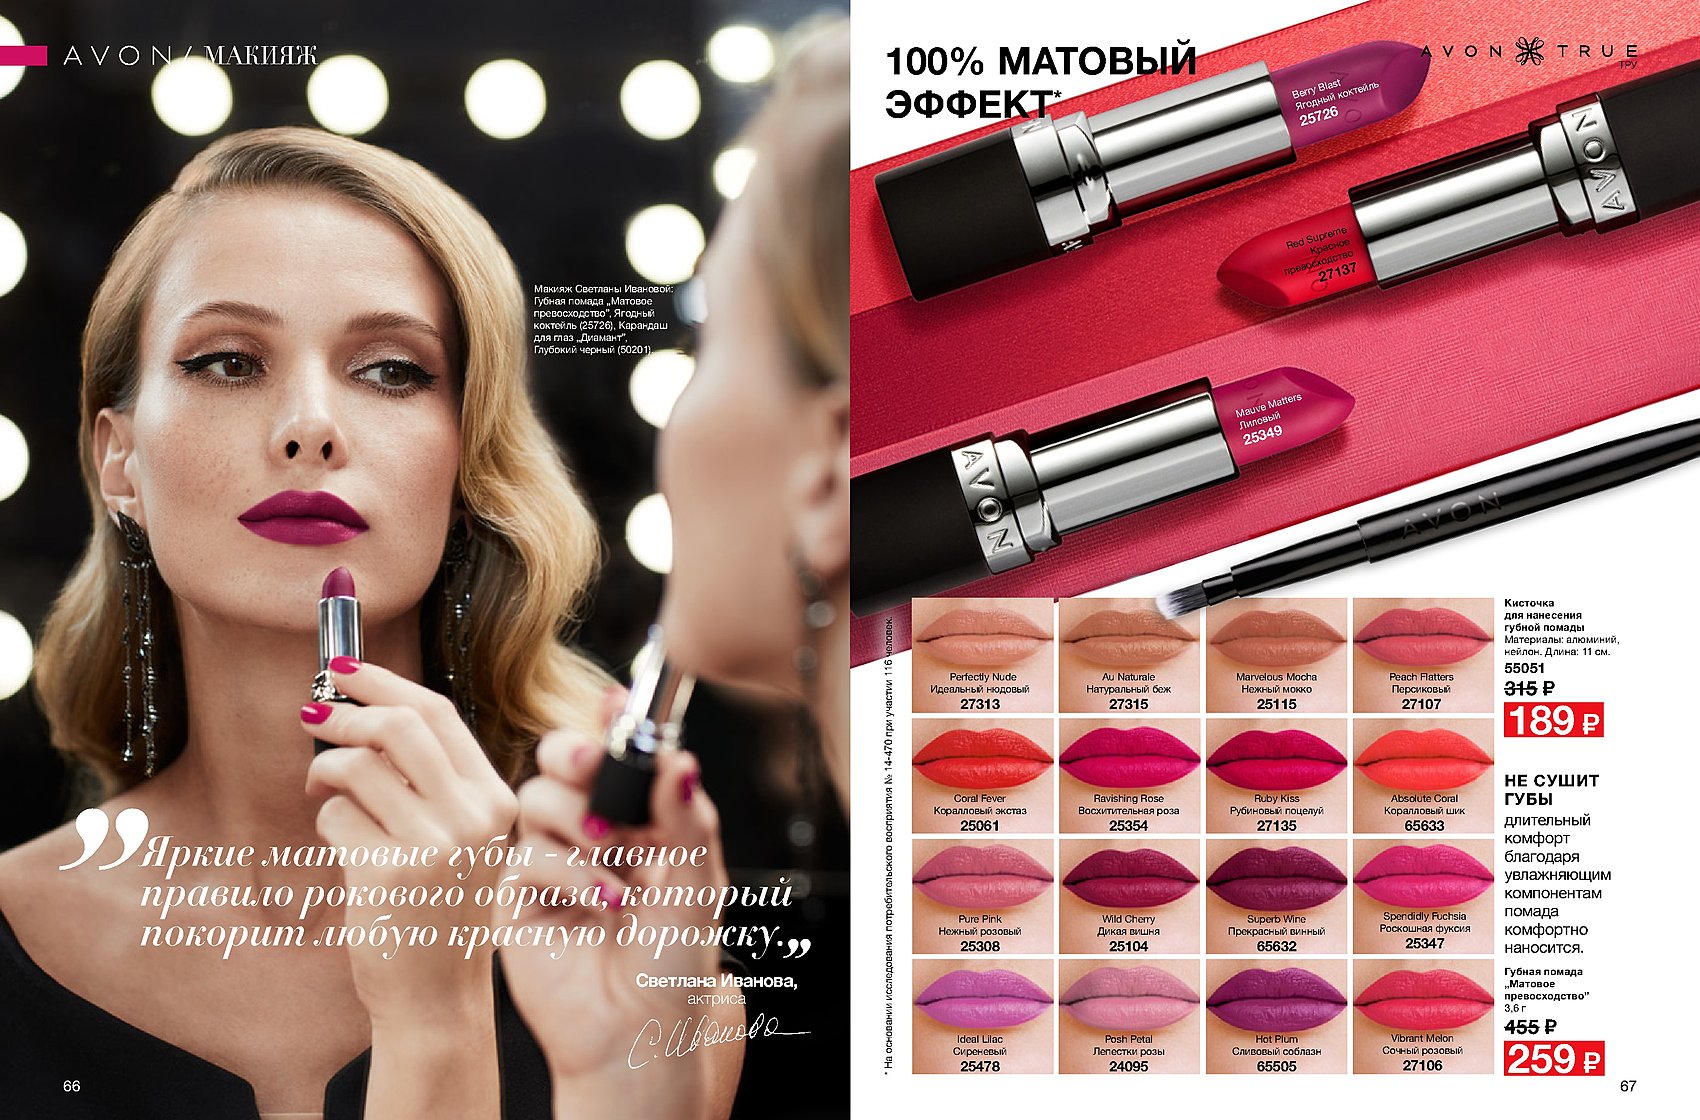 AVON / МАКИЯЖ
Макияж Светланы Ивановой:
Губная помада „Матовое
превосходство”, Ягодный
коктейль (25726), Карандаш
для глаз „Диамант”,
Глубокий черный (50201).
„Яркие матовые губы - главное
правило рокового образа, который
покорит любую красную дорожку.„
Светлана Иванова,
актриса
С. Иванова
66
100% МАТОВЫЙ
ЭФФЕКТ*
AVON TRUE
ТРУ
Berry Blast
Ягодный коктейль
25726
AVON
Red Supreme
Красное
превосходство
27137
Mauve Matters
Лиловый
25349
AVON
AVON
Perfectly Nude
Идеальный нюдовый
27313
Au Naturale
Натуральный беж
27315
Marvelous Mocha
Нежный мокко
25115
Peach Flatters
Персиковый
27107
Coral Fever
Коралловый экстаз
25061
Ravishing Rose
Восхитительная роза
25354
Ruby Kiss
Рубиновый поцелуй
27135
Absolute Coral
Коралловый шик
65633
Pure Pink
Нежный розовый
25308
Wild Cherry
Дикая вишня
25104
Superb Wine
Прекрасный винный
65632
Spendidly Fuchsia
Роскошная фуксия
25347
Ideal Lilac
Сиреневый
25478
Posh Petal
Лепестки розы
24095
Hot Plum
Сливовый соблазн
65505
Vibrant Melon
Сочный розовый
27106
Кисточка
для нанесения
губной помады
Материалы: алюминий,
нейлон. Длина: 11 см.
55051
315 ₽
189 ₽
НЕ СУШИТ
ГУБЫ
длительный
комфорт
благодаря
увлажняющим
компонентам
помада
комфортно
наносится.
Губная помада
„Матовое
превосходство”
3,6 г
455 ₽
259 ₽
* На основании исследования потребительского восприятия № 14-470 при участии 116 человек.
67